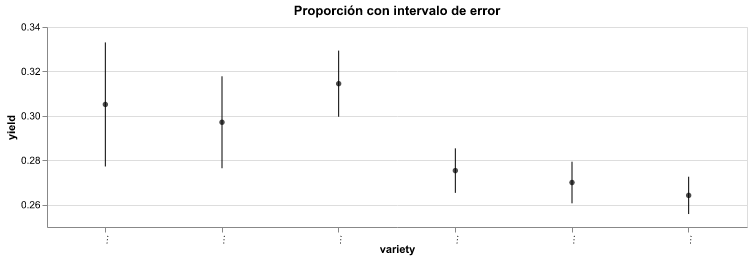 Proporción con intervalo de error
0.34
0.32
0.30
0.28
0.26
yield
… … … … … …
variety